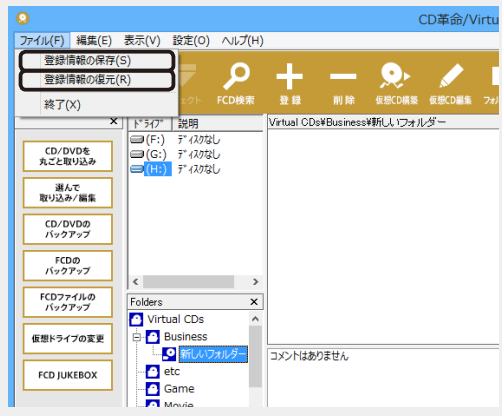 CD革命/Virtu
ファイル(F) 編集(E) 表示(V) 設定(O) ヘルプ(H)
登録情報の保存(S)
登録情報の復元(R)
終了(X)
クト FCD検索 登録 削除 仮想CD構築 仮想CD編集 フォ
× ドライブ 説明 Virtual CDs¥Business¥新しいフォルダー
(F:) ディスクなし
(G:) ディスクなし
(H:) ディスクなし
CD/DVDを
丸ごと取り込み
選んで
取り込み/編集
CD/DVDの
バックアップ
FCDの
バックアップ
FCDファイルの
バックアップ
仮想ドライブの変更
FCD JUKEBOX
Folders ×
Virtual CDs
Business
新しいフォルダー
etc
Game
Movie
コメントはありません